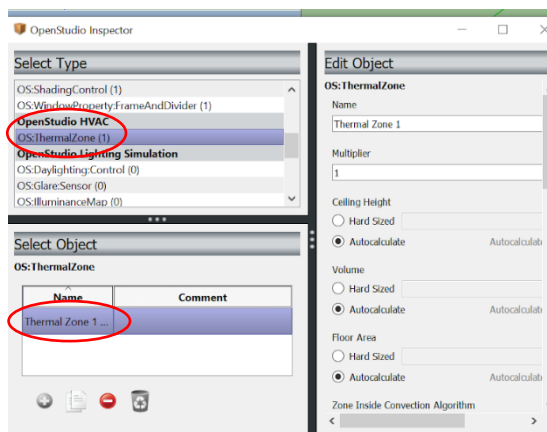 OpenStudio Inspector
Select Type
OS:ShadingControl (1)
OS:WindowProperty:FrameAndDivider (1)
OpenStudio HVAC
OS:ThermalZone (1)
OpenStudio Lighting Simulation
OS:Daylighting:Control (0)
OS:Glare:Sensor (0)
OS:IlluminanceMap (0)
Select Object
OS:ThermalZone
Name Comment
Thermal Zone 1 ...
Edit Object
OS:ThermalZone
Name
Thermal Zone 1
Multiplier
1
Ceiling Height
Hard Sized
Autocalculate Autocalculat
Volume
Hard Sized
Autocalculate Autocalculat
Floor Area
Hard Sized
Autocalculate Autocalculat
Zone Inside Convection Algorithm